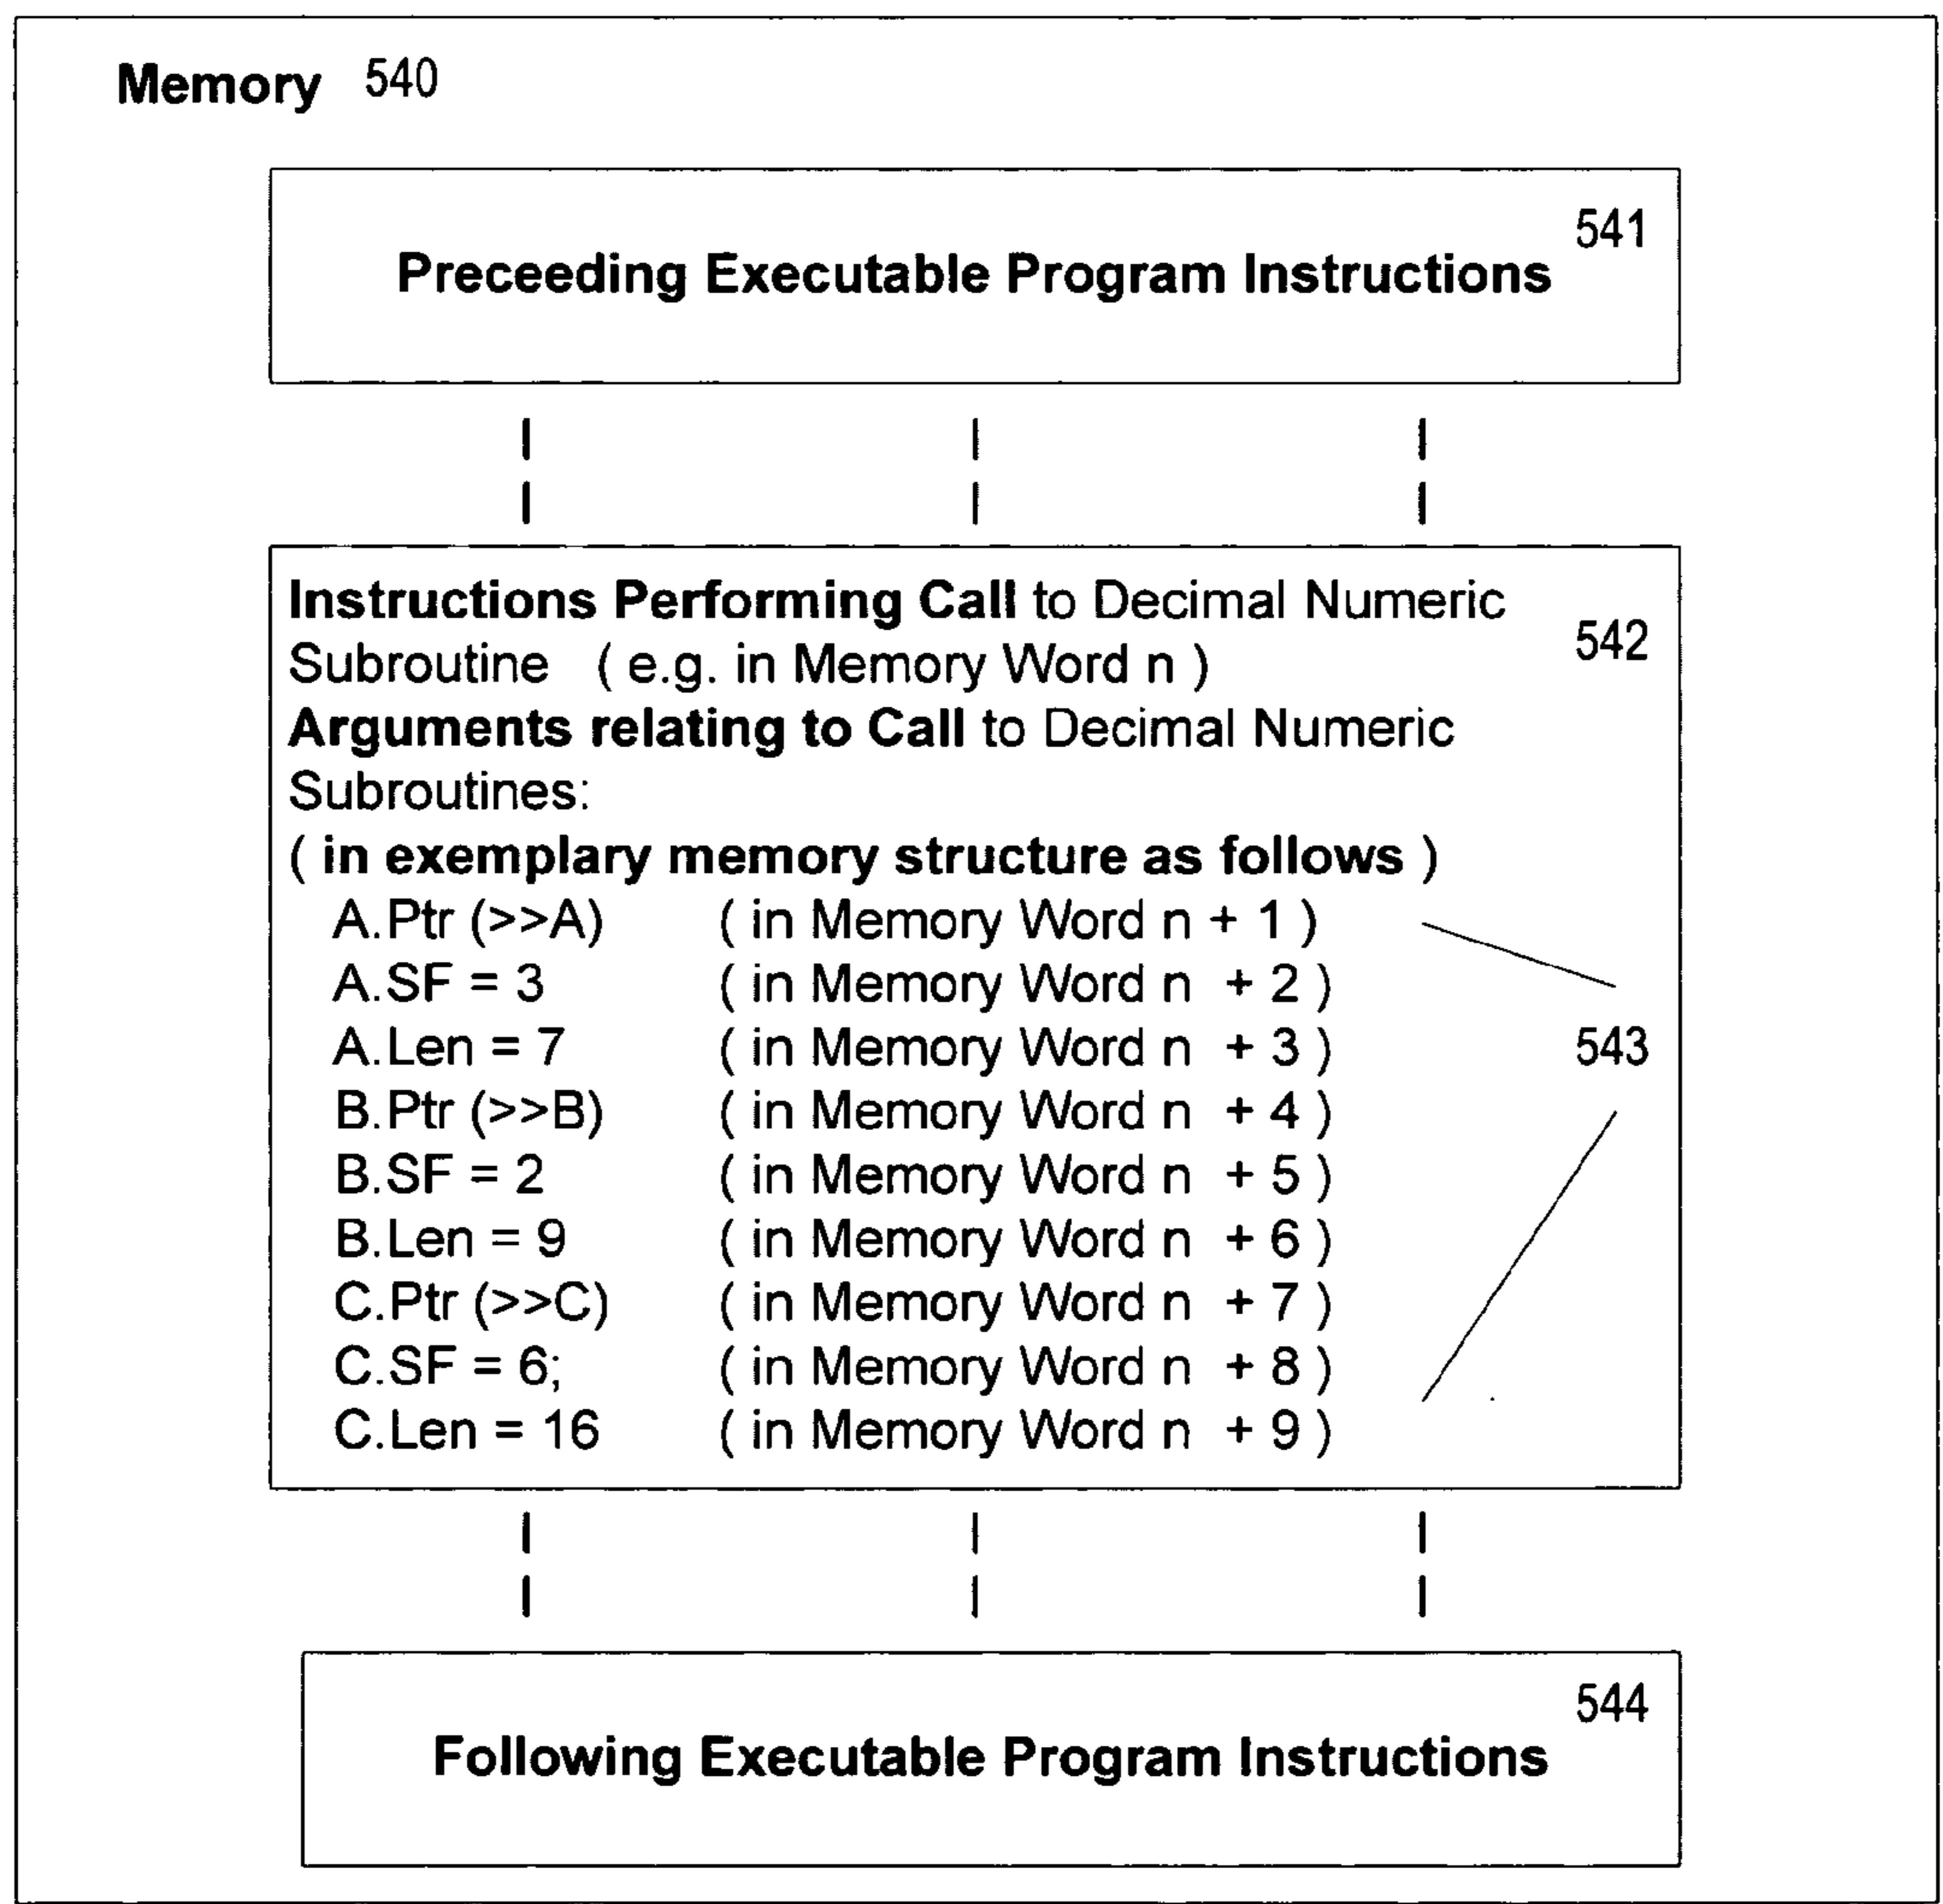 Memory 540
541
Preceeding Executable Program Instructions
Instructions Performing Call to Decimal Numeric
542
Subroutine ( e.g. in Memory Word n )
Arguments relating to Call to Decimal Numeric
Subroutines:
( in exemplary memory structure as follows )
A.Ptr (>>A) ( in Memory Word n + 1 )
A.SF = 3 ( in Memory Word n + 2 )
A.Len = 7 ( in Memory Word n + 3 )
543
B.Ptr (>>B) ( in Memory Word n + 4 )
B.SF = 2 ( in Memory Word n + 5 )
B.Len = 9 ( in Memory Word n + 6 )
C.Ptr (>>C) ( in Memory Word n + 7 )
C.SF = 6; ( in Memory Word n + 8 )
C.Len = 16 ( in Memory Word n + 9 )
544
Following Executable Program Instructions